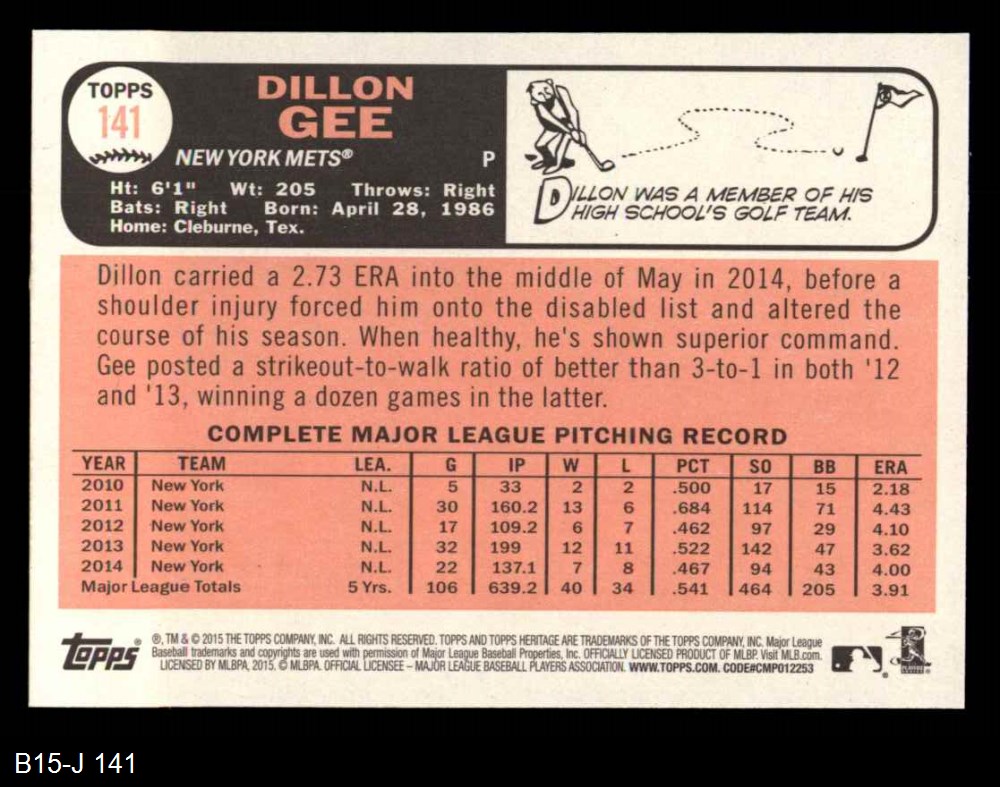 TOPPS
141
DILLON
GEE
NEW YORK METS® P
Ht: 6'1" Wt: 205 Throws: Right
Bats: Right Born: April 28, 1986
Home: Cleburne, Tex.
DILLON WAS A MEMBER OF HIS
HIGH SCHOOL'S GOLF TEAM.
Dillon carried a 2.73 ERA into the middle of May in 2014, before a
shoulder injury forced him onto the disabled list and altered the
course of his season. When healthy, he's shown superior command.
Gee posted a strikeout-to-walk ratio of better than 3-to-1 in both '12
and '13, winning a dozen games in the latter.
COMPLETE MAJOR LEAGUE PITCHING RECORD
YEAR TEAM LEA. G IP W L PCT SO BB ERA
2010 New York N.L. 5 33 2 2 .500 17 15 2.18
2011 New York N.L. 30 160.2 13 6 .684 114 71 4.43
2012 New York N.L. 17 109.2 6 7 .462 97 29 4.10
2013 New York N.L. 32 199 12 11 .522 142 47 3.62
2014 New York N.L. 22 137.1 7 8 .467 94 43 4.00
Major League Totals 5 Yrs. 106 639.2 40 34 .541 464 205 3.91
topps®
®, TM & © 2015 THE TOPPS COMPANY, INC. ALL RIGHTS RESERVED. TOPPS AND TOPPS HERITAGE ARE TRADEMARKS OF THE TOPPS COMPANY, INC. Major League
Baseball trademarks and copyrights are used with permission of Major League Baseball Properties, Inc. OFFICIALLY LICENSED PRODUCT OF MLBP. Visit MLB.com.
LICENSED BY MLBPA, 2015. © MLBPA. OFFICIAL LICENSEE – MAJOR LEAGUE BASEBALL PLAYERS ASSOCIATION. WWW.TOPPS.COM. CODE#CMP012253
B15-J 141